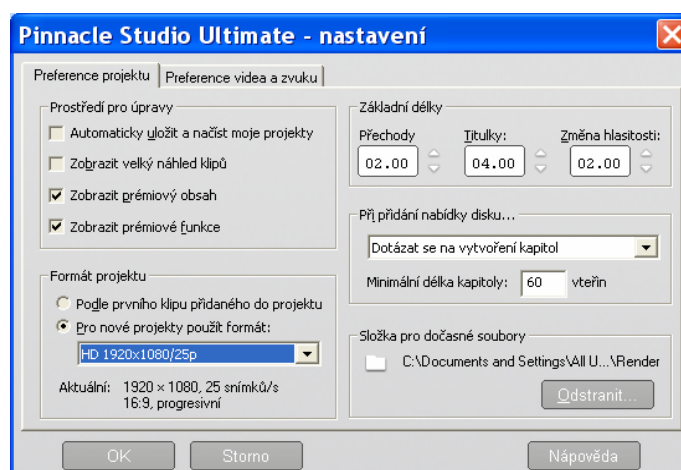 Pinnacle Studio Ultimate - nastavení
Preference projektu
Preference videa a zvuku
Prostředí pro úpravy
Automaticky uložit a načíst moje projekty
Zobrazit velký náhled klipů
Zobrazit prémiový obsah
Zobrazit prémiové funkce
Formát projektu
Podle prvního klipu přidaného do projektu
Pro nové projekty použít formát:
HD 1920x1080/25p
Aktuální: 1920 × 1080, 25 snímků/s
16:9, progresivní
Základní délky
Přechody Titulky: Změna hlasitosti:
02.00 04.00 02.00
Při přidání nabídky disku...
Dotázat se na vytvoření kapitol
Minimální délka kapitoly: 60 vteřin
Složka pro dočasné soubory
C:\Documents and Settings\All U...\Render
Odstranit...
OK Storno Nápověda